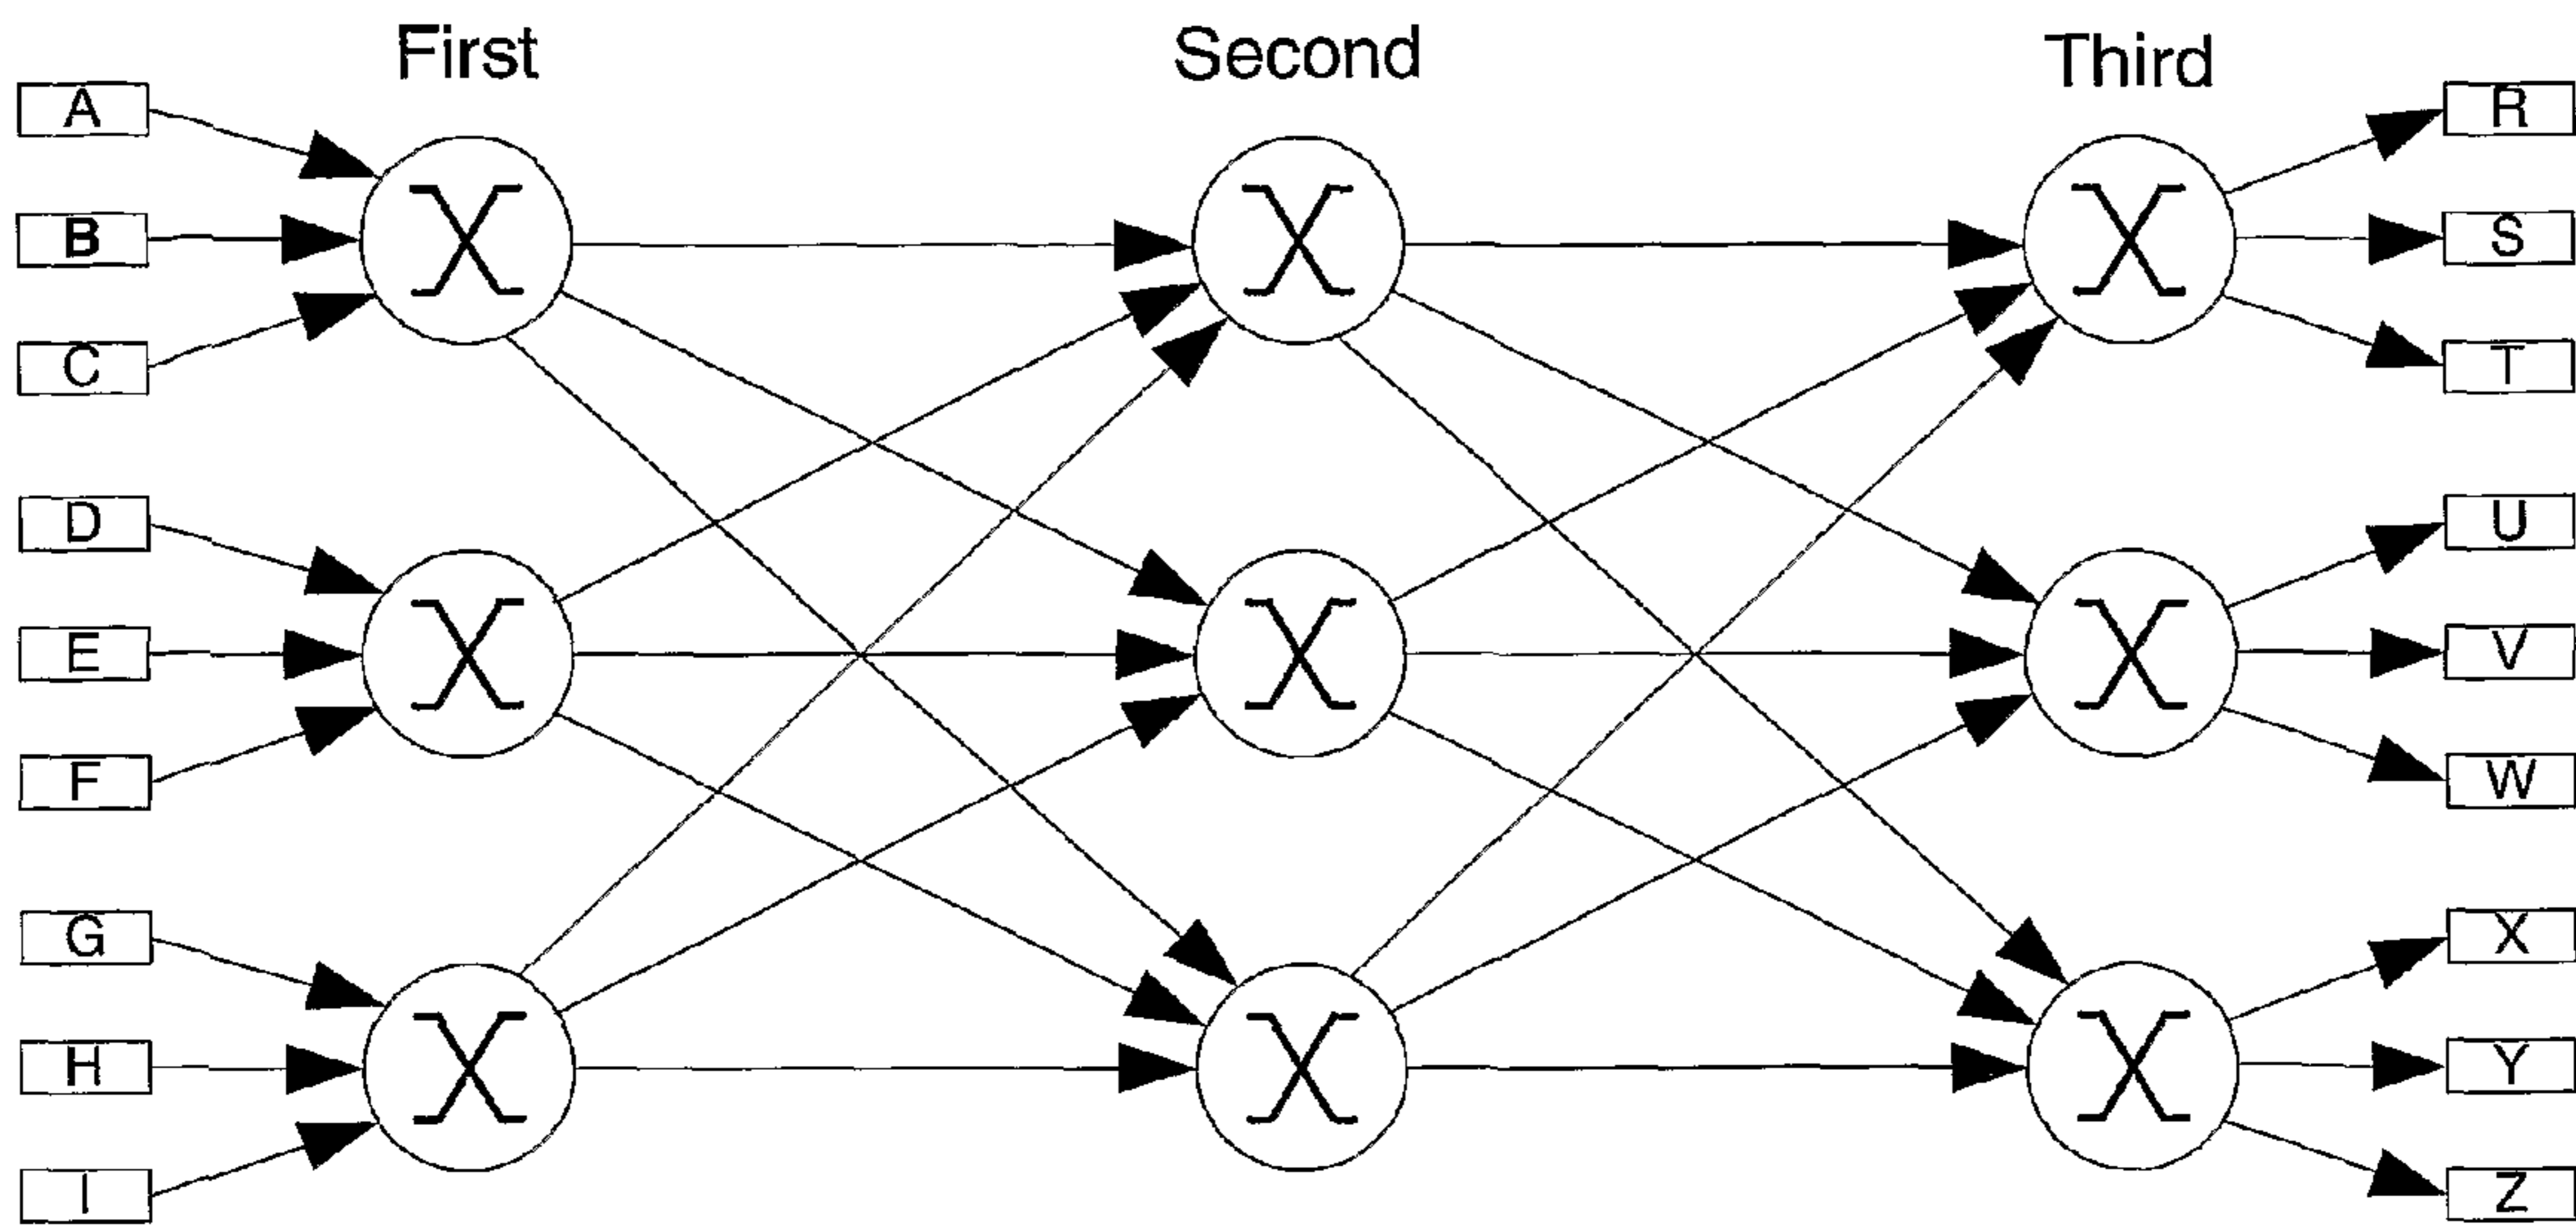 First Second Third
A R
B S
C T
D U
E V
F W
G X
H Y
I Z